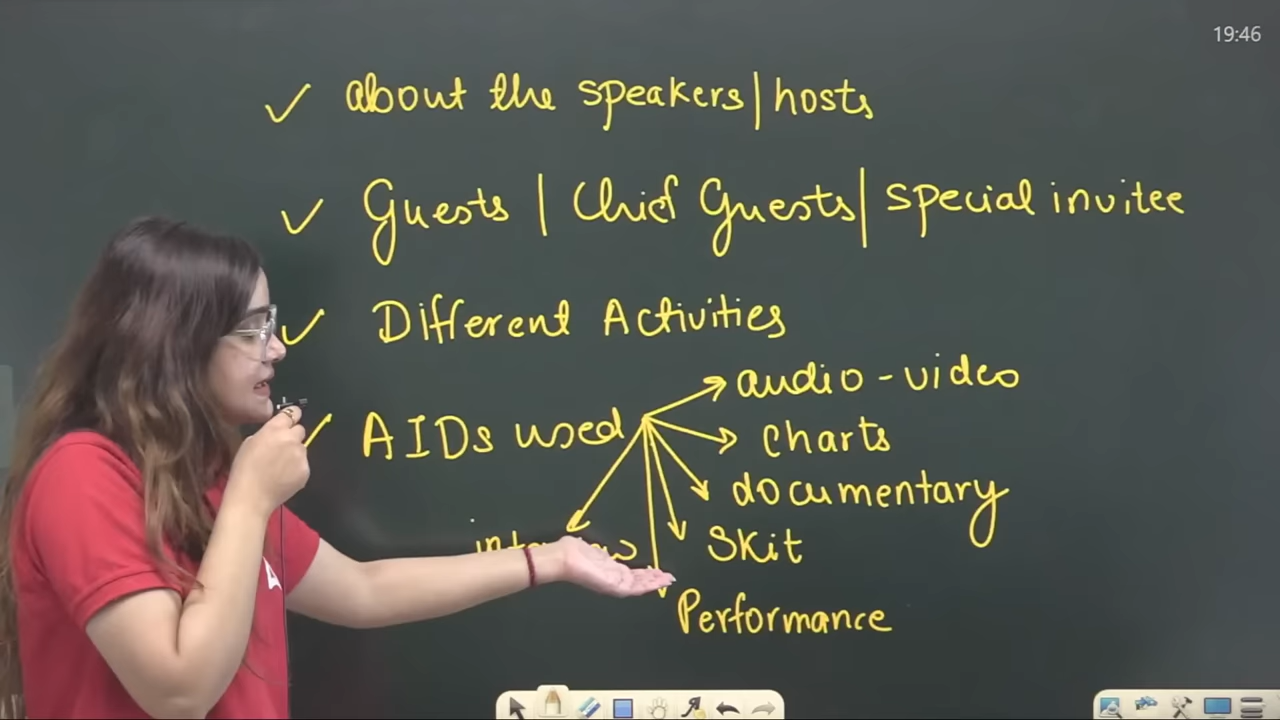 19:46
✓ about the speakers|hosts
✓ Guests | Chief Guests| special invitee
✓ Different Activities
audio-video
✓ AIDs used
charts
documentary
Skit
Performance